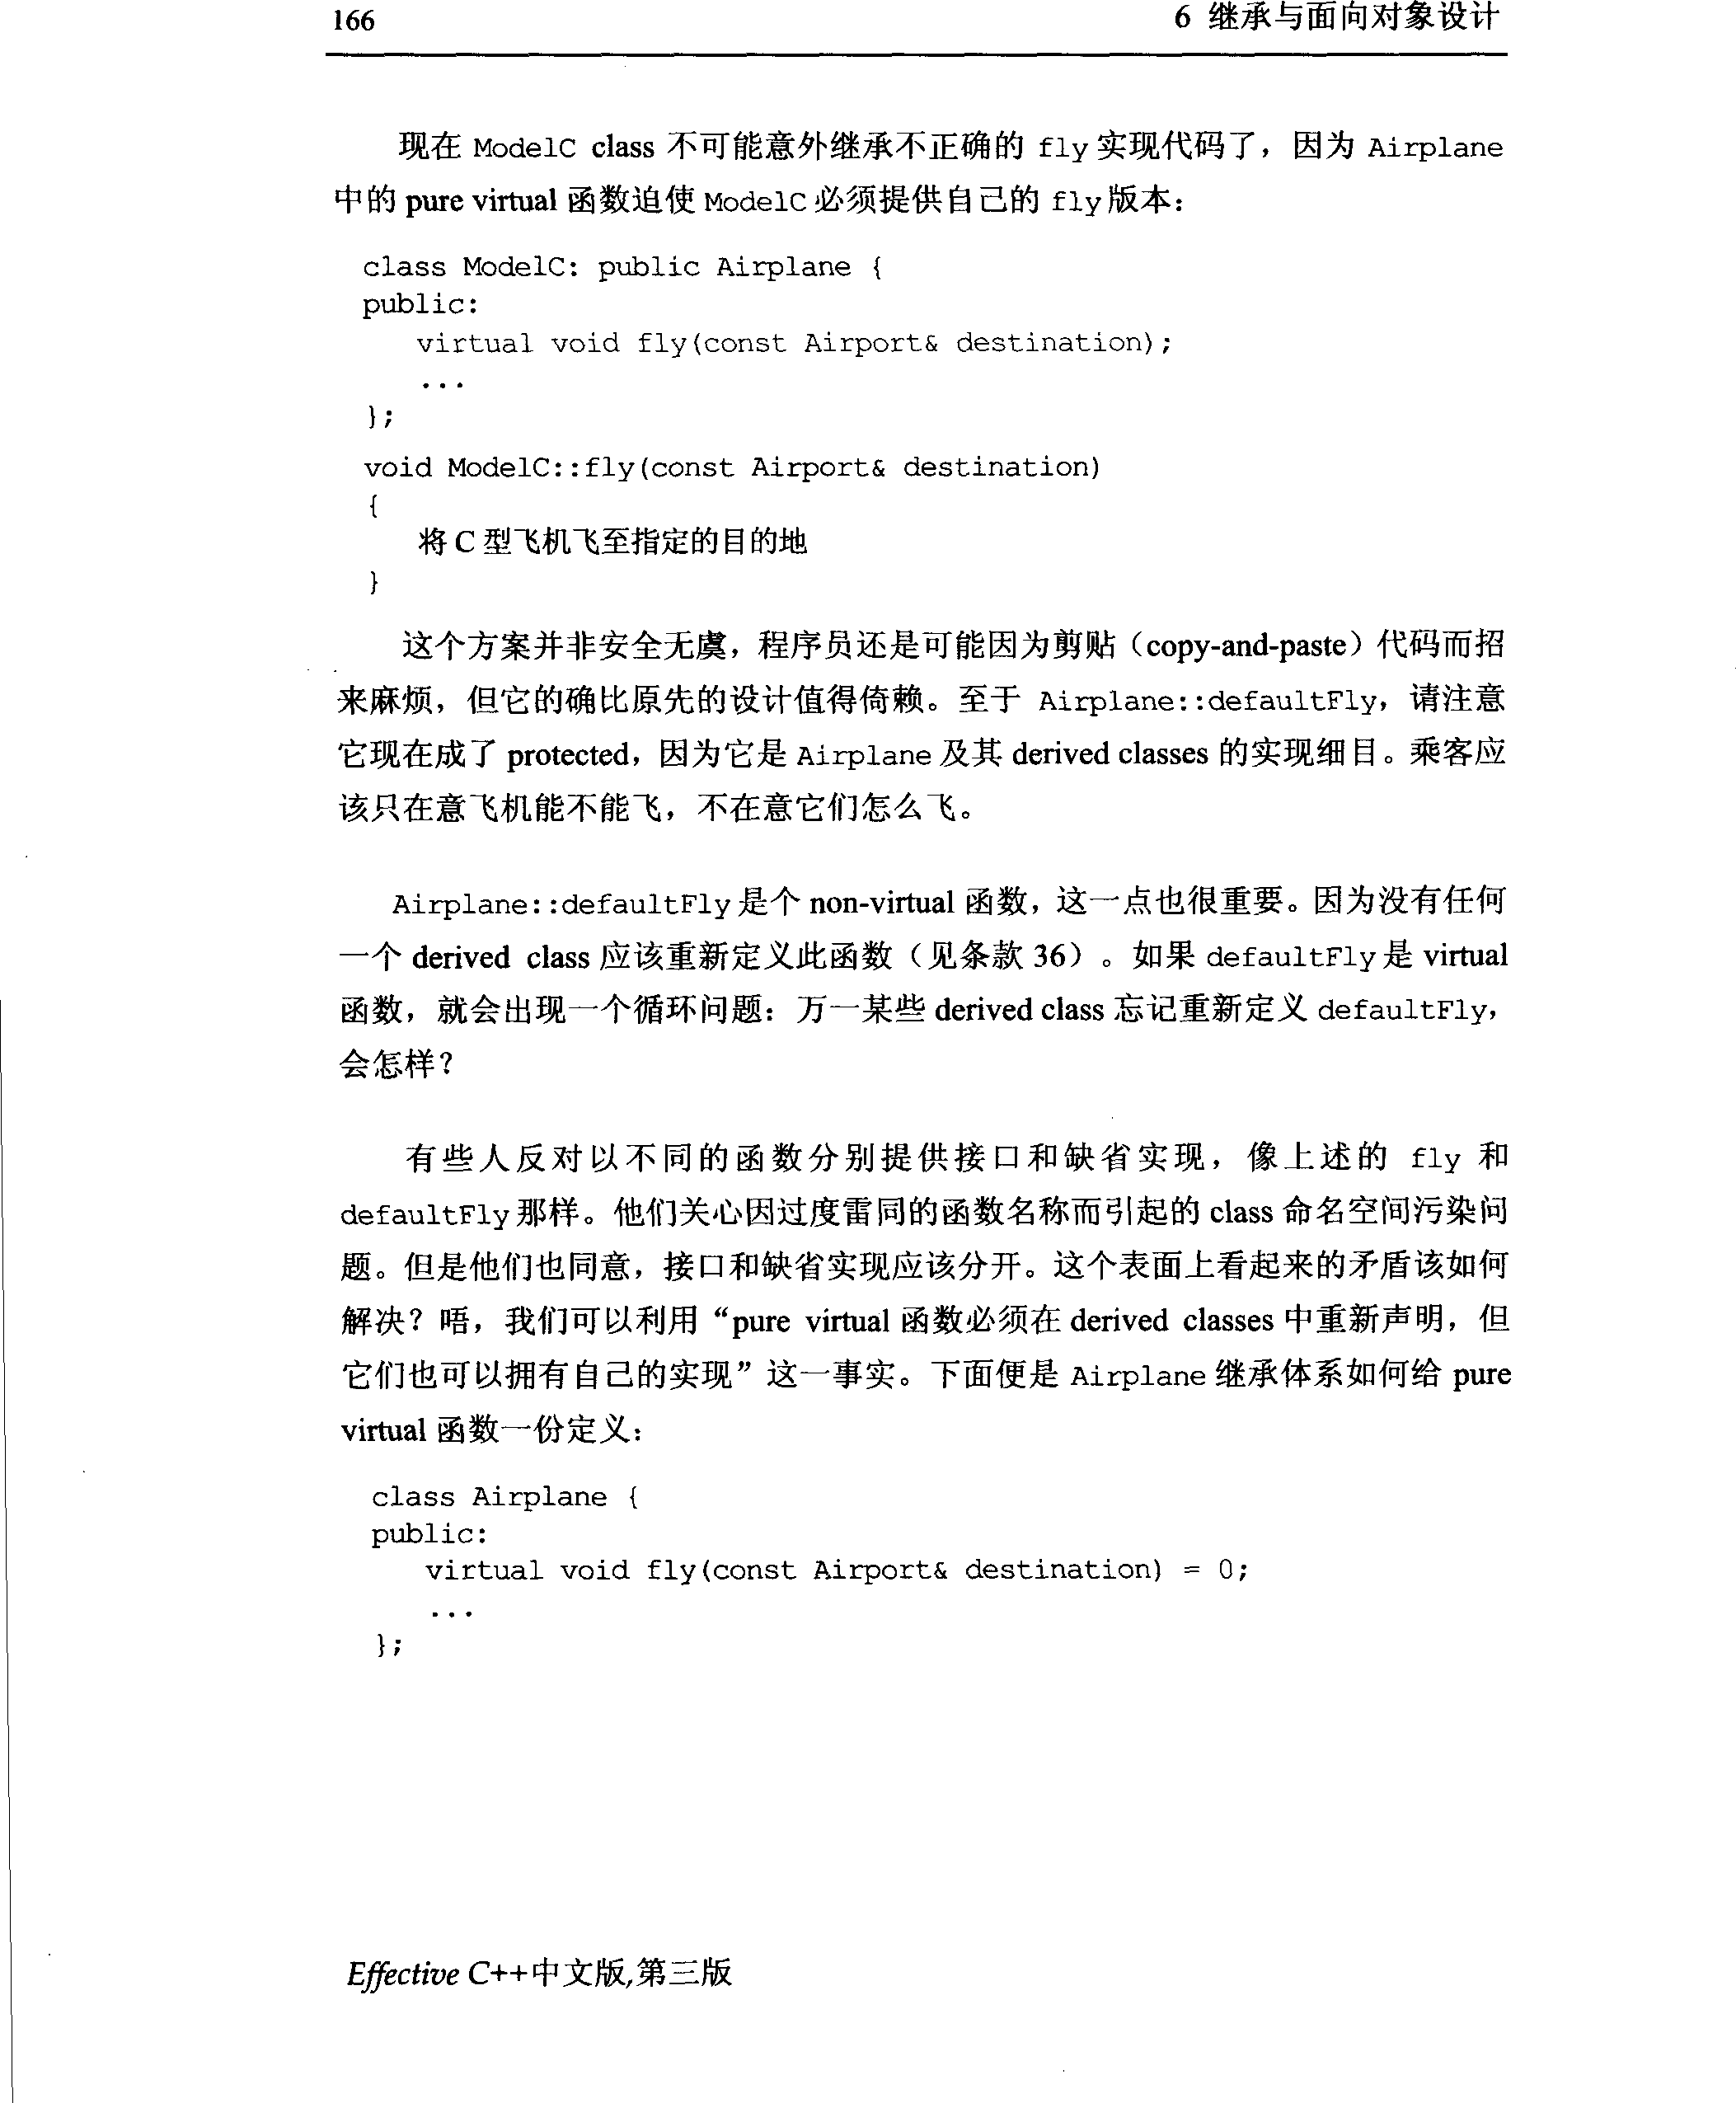 166
6 继承与面向对象设计
现在 ModelC class 不可能意外继承不正确的 fly 实现代码了，因为 Airplane
中的 pure virtual 函数迫使 ModelC 必须提供自己的 fly 版本：
class ModelC: public Airplane {
public:
virtual void fly(const Airport& destination);
...
};
void ModelC::fly(const Airport& destination)
{
将 C 型飞机飞至指定的目的地
}
这个方案并非安全无虞，程序员还是可能因为剪贴（copy-and-paste）代码而招
来麻烦，但它的确比原先的设计值得倚赖。至于 Airplane::defaultFly，请注意
它现在成了 protected，因为它是 Airplane 及其 derived classes 的实现细目。乘客应
该只在意飞机能不能飞，不在意它们怎么飞。
Airplane::defaultFly 是个 non-virtual 函数，这一点也很重要。因为没有任何
一个 derived class 应该重新定义此函数（见条款 36）。如果 defaultFly 是 virtual
函数，就会出现一个循环问题：万一某些 derived class 忘记重新定义 defaultFly，
会怎样？
有些人反对以不同的函数分别提供接口和缺省实现，像上述的 fly 和
defaultFly 那样。他们关心因过度雷同的函数名称而引起的 class 命名空间污染问
题。但是他们也同意，接口和缺省实现应该分开。这个表面上看起来的矛盾该如何
解决？唔，我们可以利用“pure virtual 函数必须在 derived classes 中重新声明，但
它们也可以拥有自己的实现”这一事实。下面便是 Airplane 继承体系如何给 pure
virtual 函数一份定义：
class Airplane {
public:
virtual void fly(const Airport& destination) = 0;
...
};
Effective C++中文版,第三版